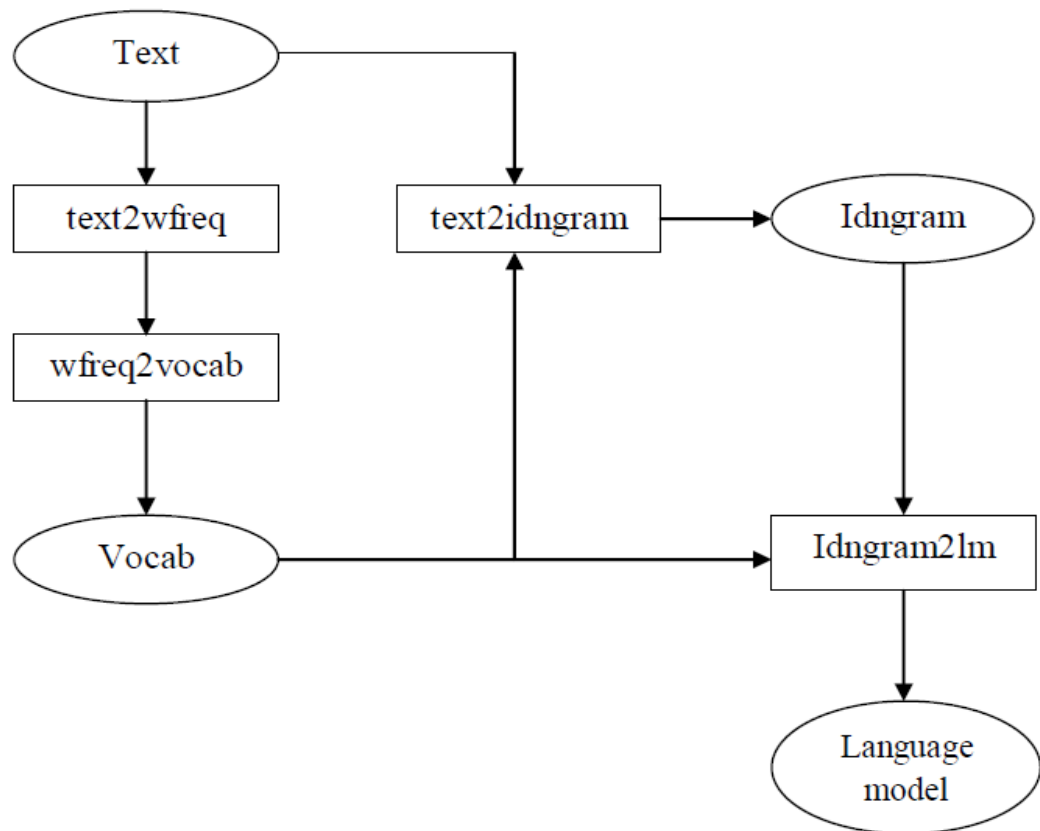 Text
text2wfreq
text2idngram
Idngram
wfreq2vocab
Vocab
Idngram2lm
Language
model